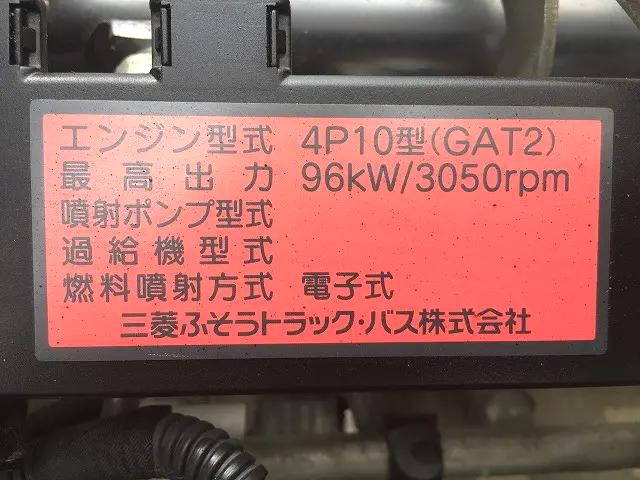 エンジン型式 4P10型(GAT2)
最高出力 96kW/3050rpm
噴射ポンプ型式
過給機型式
燃料噴射方式 電子式
三菱ふそうトラック・バス株式会社